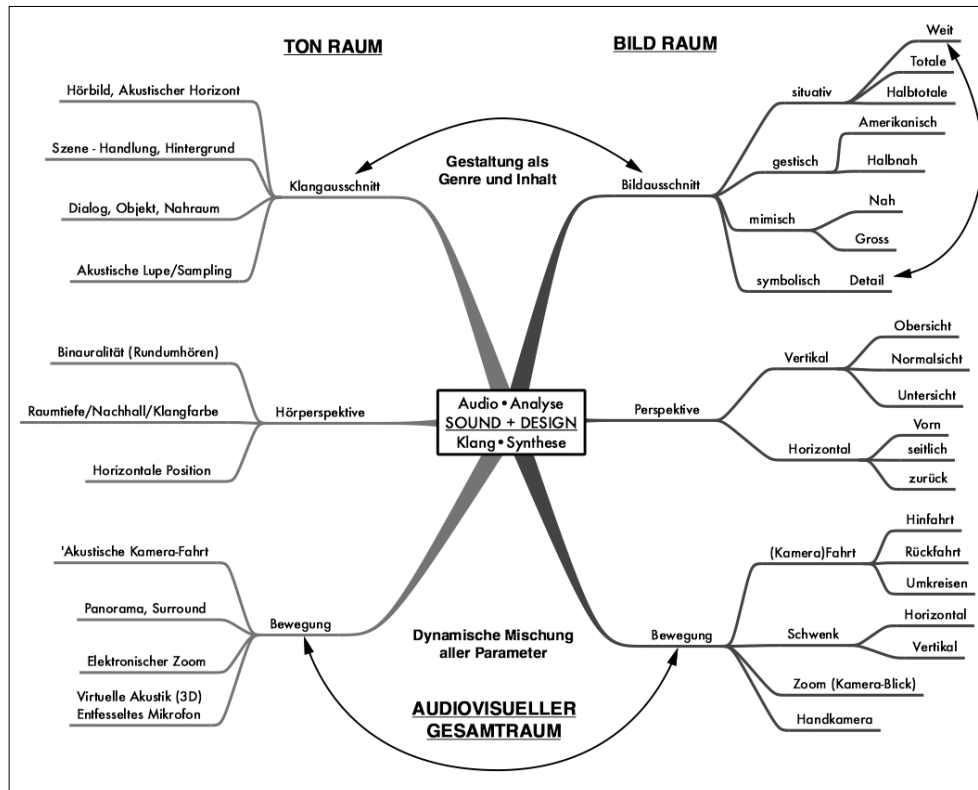 TON RAUM
Hörbild, Akustischer Horizont
Szene - Handlung, Hintergrund
Dialog, Objekt, Nahraum
Akustische Lupe/Sampling
Klangausschnitt
Gestaltung als
Genre und Inhalt
BILD RAUM
Bildausschnitt
situativ
Weit
Totale
Halbtotale
gestisch
Amerikanisch
Halbnah
mimisch
Nah
Gross
symbolisch
Detail
Binauralität (Rundumhören)
Raumtiefe/Nachhall/Klangfarbe
Horizontale Position
Hörperspektive
Audio•Analyse
SOUND + DESIGN
Klang•Synthese
Perspektive
Vertikal
Obersicht
Normalsicht
Untersicht
Horizontal
Vorn
seitlich
zurück
'Akustische Kamera-Fahrt
Panorama, Surround
Elektronischer Zoom
Virtuelle Akustik (3D)
Entfesseltes Mikrofon
Bewegung
Dynamische Mischung
aller Parameter
AUDIOVISUELLER
GESAMTRAUM
Bewegung
(Kamera)Fahrt
Hinfahrt
Rückfahrt
Umkreisen
Schwenk
Horizontal
Vertikal
Zoom (Kamera-Blick)
Handkamera